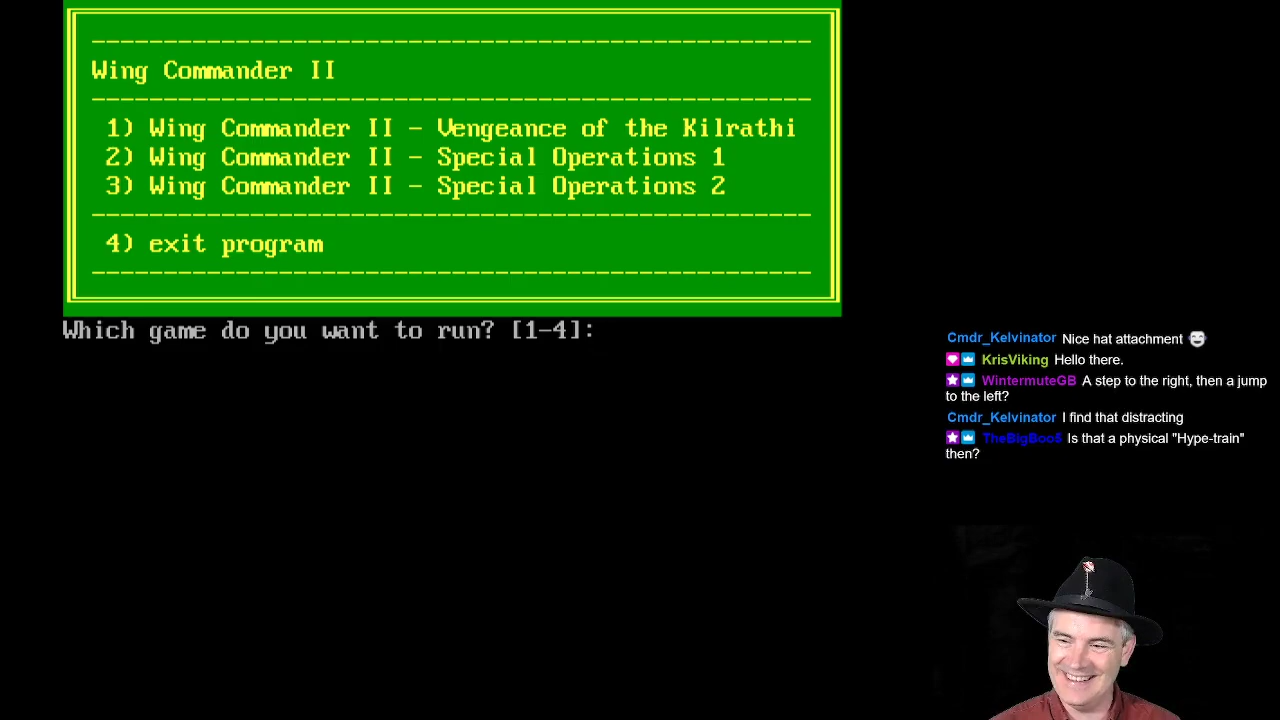 Wing Commander II
1) Wing Commander II - Vengeance of the Kilrathi
2) Wing Commander II - Special Operations 1
3) Wing Commander II - Special Operations 2
4) exit program
Which game do you want to run? [1-4]:
Cmdr_Kelvinator Nice hat attachment
KrisViking Hello there.
WintermuteGB A step to the right, then a jump
to the left?
Cmdr_Kelvinator I find that distracting
TheBigBoo5 Is that a physical "Hype-train"
then?